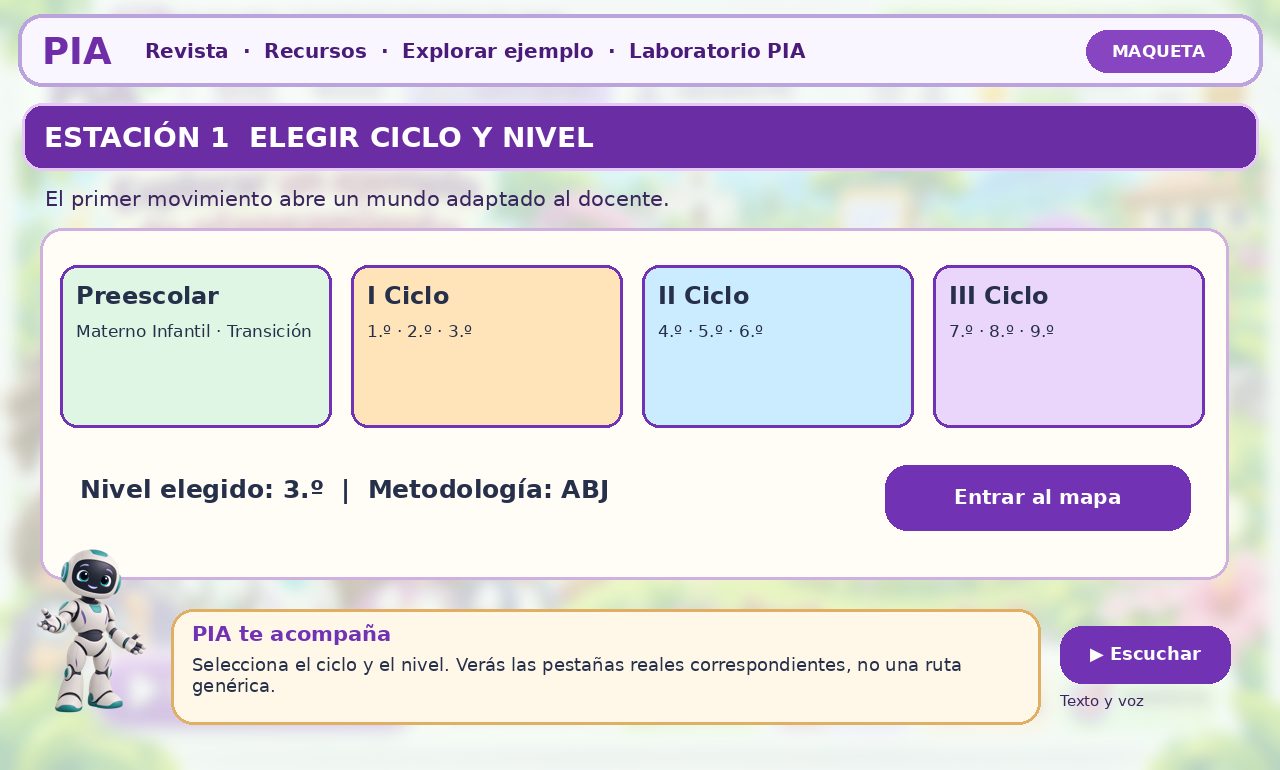 PIA
Revista · Recursos · Explorar ejemplo · Laboratorio PIA
MAQUETA
ESTACIÓN 1 ELEGIR CICLO Y NIVEL
El primer movimiento abre un mundo adaptado al docente.
Preescolar
Materno Infantil · Transición
I Ciclo
1.º · 2.º · 3.º
II Ciclo
4.º · 5.º · 6.º
III Ciclo
7.º · 8.º · 9.º
Nivel elegido: 3.º | Metodología: ABJ
Entrar al mapa
PIA te acompaña
Selecciona el ciclo y el nivel. Verás las pestañas reales correspondientes, no una ruta
genérica.
▶ Escuchar
Texto y voz